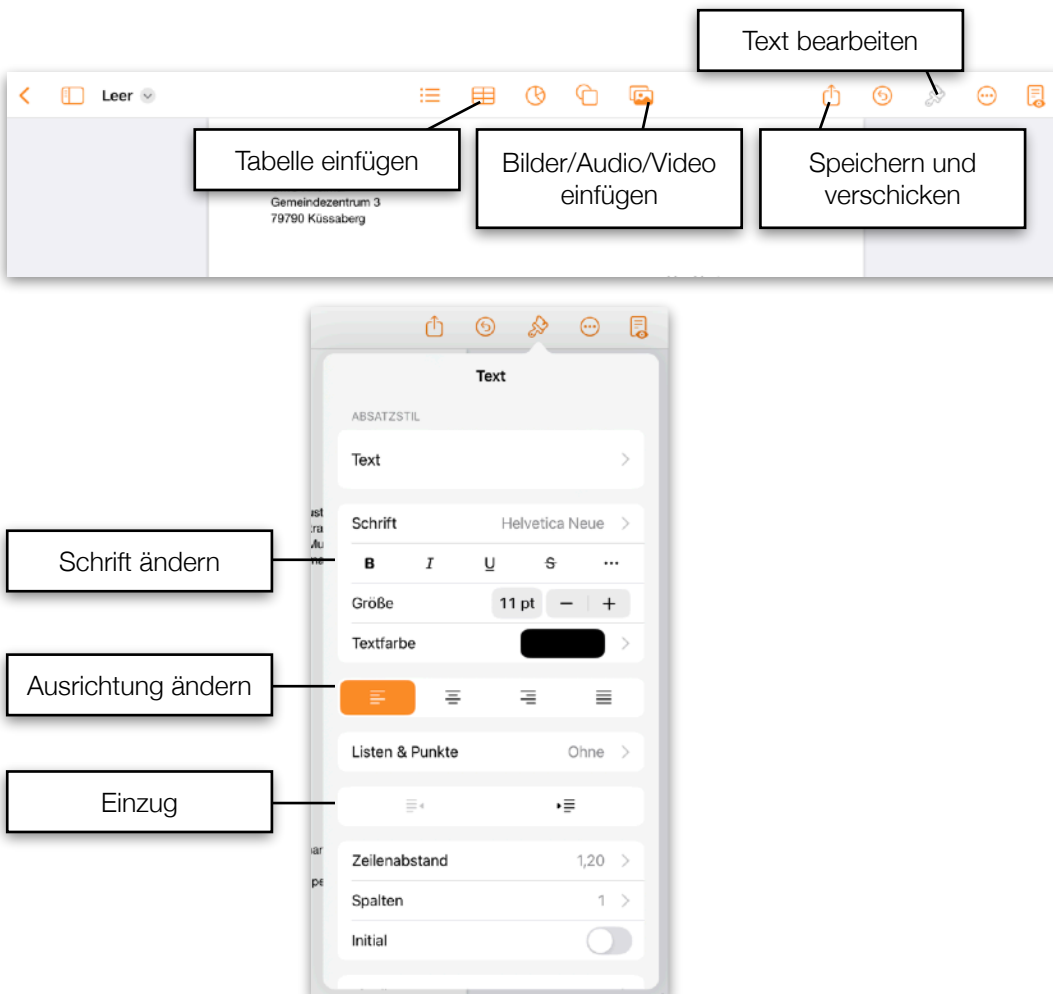 Text bearbeiten
Leer
Tabelle einfügen
Bilder/Audio/Video
einfügen
Speichern und
verschicken
Gemeindezentrum 3
79790 Küssaberg
Text
ABSATZSTIL
Text
Schrift Helvetica Neue
Schrift ändern
B I U S ...
Größe 11 pt − +
Textfarbe
Ausrichtung ändern
Listen & Punkte Ohne
Einzug
Zeilenabstand 1,20
Spalten 1
Initial